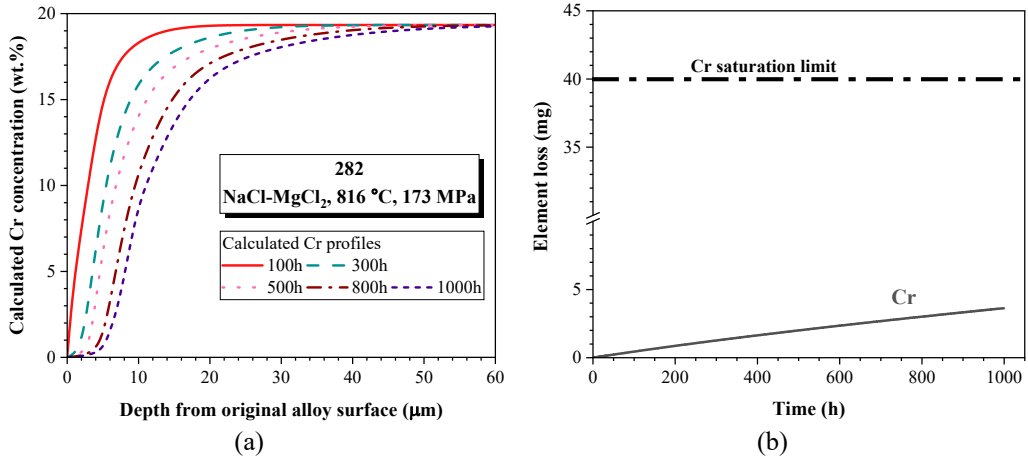 Calculated Cr concentration (wt.%)
20
15
10
5
0
282
NaCl-MgCl₂, 816 °C, 173 MPa
Calculated Cr profiles
100h 300h
500h 800h 1000h
0 10 20 30 40 50 60
Depth from original alloy surface (μm)
(a)
Element loss (mg)
45
40
35
5
0
Cr saturation limit
Cr
0 200 400 600 800 1000
Time (h)
(b)